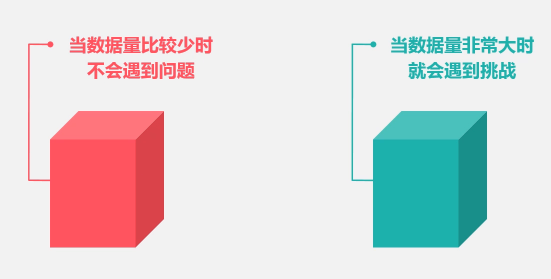 当数据量比较少时
不会遇到问题
当数据量非常大时
就会遇到挑战